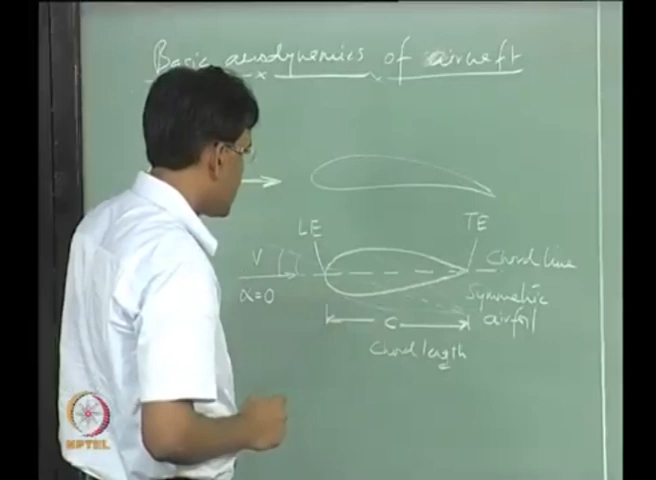 Basic aerodynamics of aircraft
LE
TE
V
Chord line
α=0
Symmetric
airfoil
c
Chord length
NPTEL